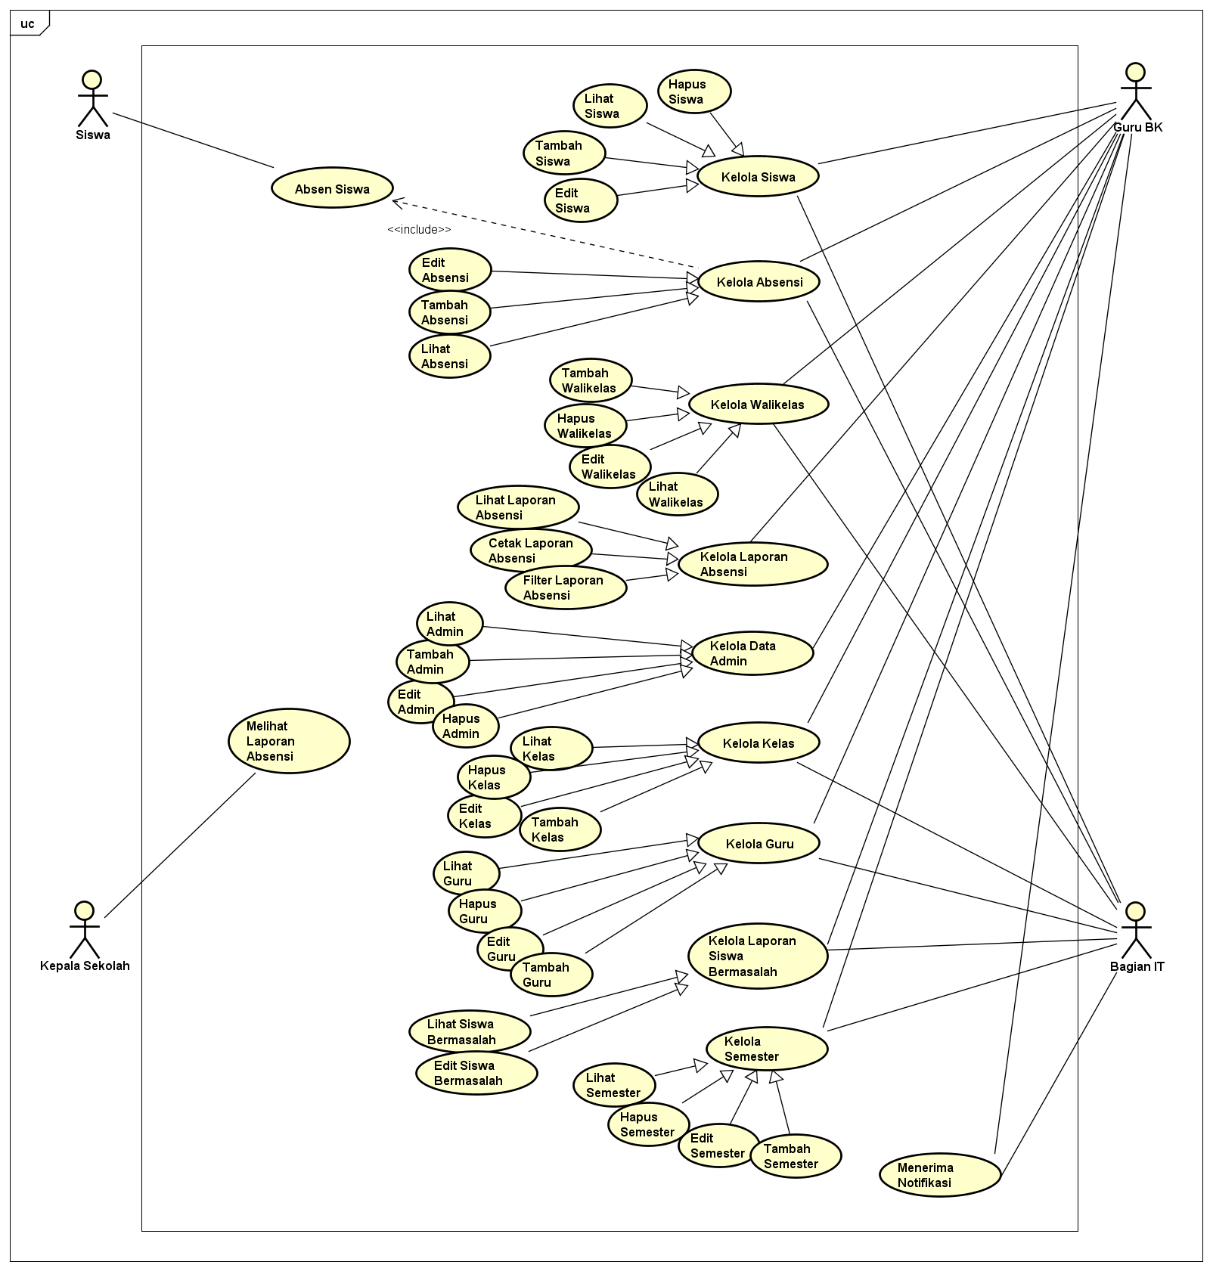 uc
Siswa
Guru BK
Hapus
Siswa
Lihat
Siswa
Tambah
Siswa
Edit
Siswa
Kelola Siswa
Absen Siswa
<<include>>
Edit
Absensi
Tambah
Absensi
Lihat
Absensi
Kelola Absensi
Tambah
Walikelas
Hapus
Walikelas
Edit
Walikelas
Lihat
Walikelas
Kelola Walikelas
Lihat Laporan
Absensi
Cetak Laporan
Absensi
Filter Laporan
Absensi
Kelola Laporan
Absensi
Lihat
Admin
Tambah
Admin
Edit
Admin
Hapus
Admin
Kelola Data
Admin
Melihat
Laporan
Absensi
Lihat
Kelas
Hapus
Kelas
Edit
Kelas
Tambah
Kelas
Kelola Kelas
Lihat
Guru
Hapus
Guru
Edit
Guru
Tambah
Guru
Kelola Guru
Kepala Sekolah
Kelola Laporan
Siswa
Bermasalah
Bagian IT
Lihat Siswa
Bermasalah
Edit Siswa
Bermasalah
Kelola
Semester
Lihat
Semester
Hapus
Semester
Edit
Semester
Tambah
Semester
Menerima
Notifikasi